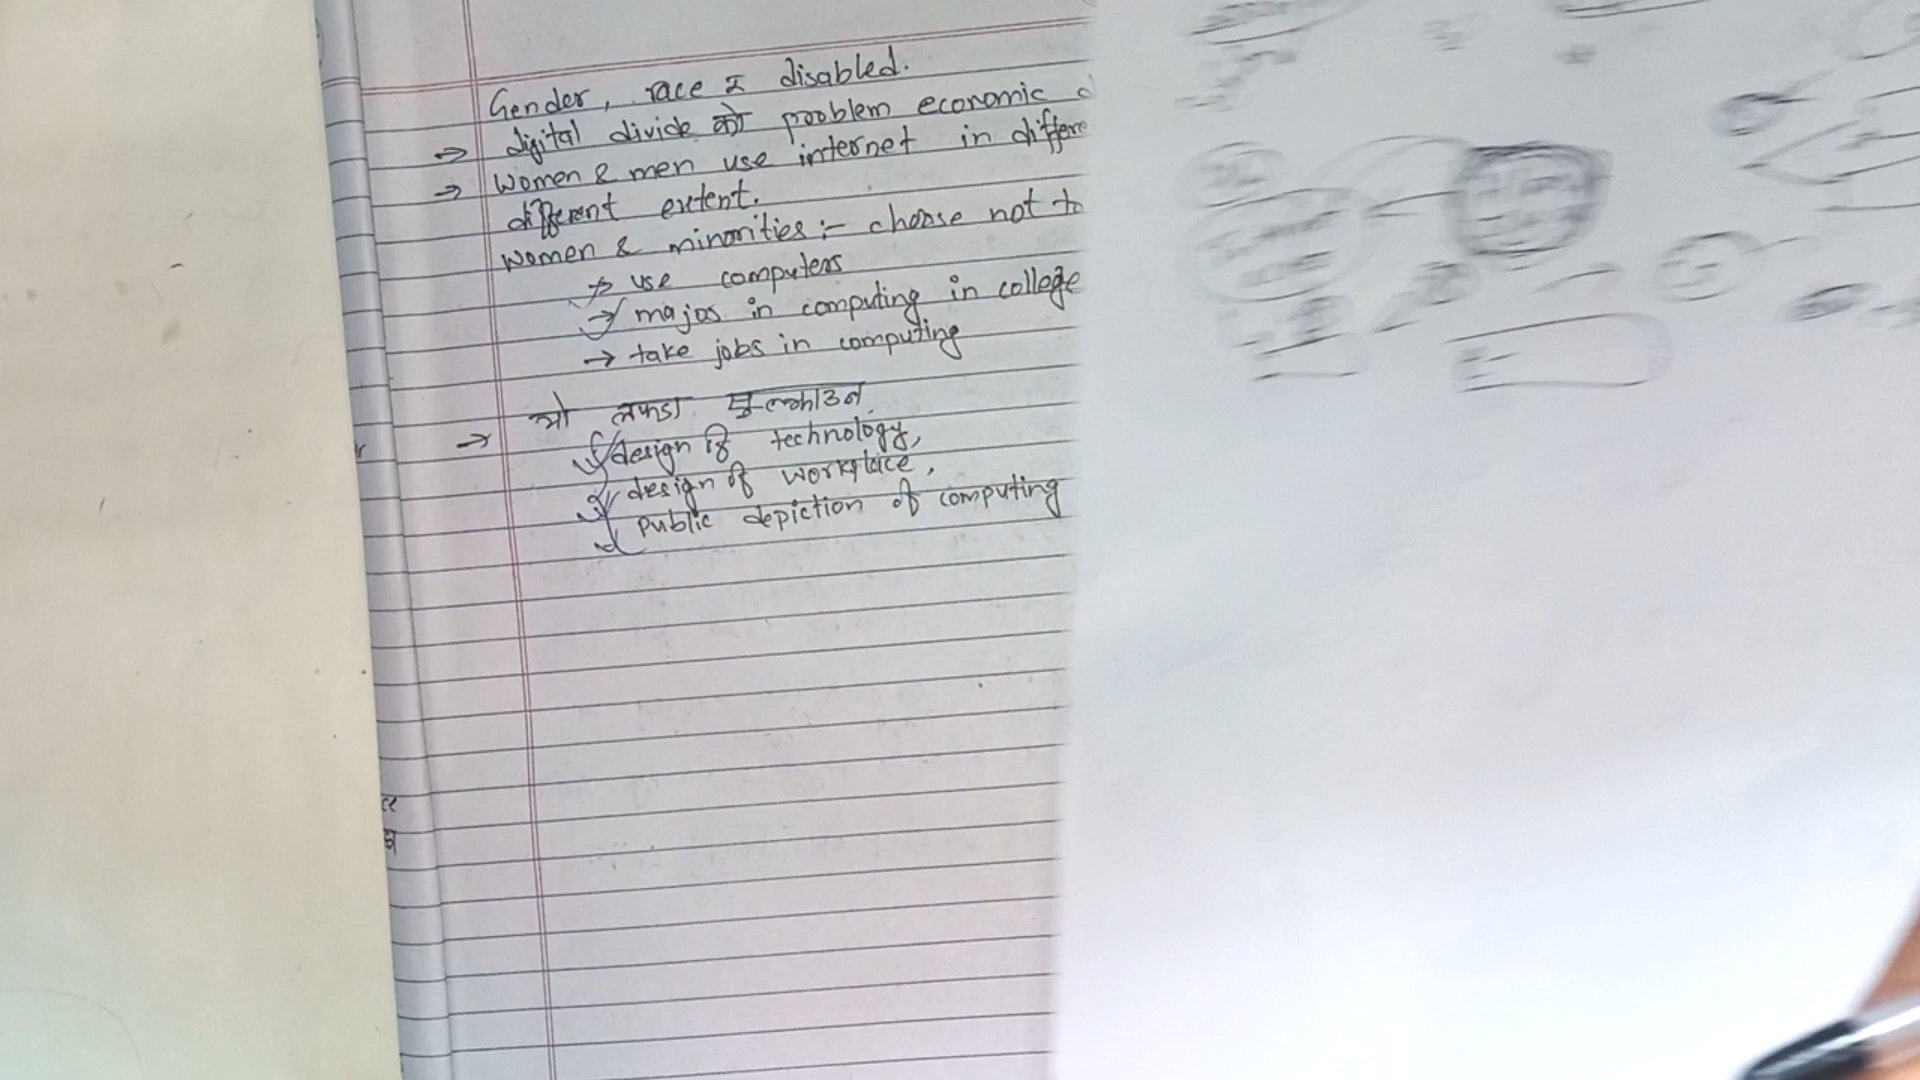 Gender, race र disabled.
→ digital divide को problem economic
→ Women & men use internet in differe
different extent.
Women & minorities :- choose not to
→ use computers
→ major in computing in college
→ take jobs in computing
→ यो लफडा
design of technology,
design of workplace,
public depiction of computing